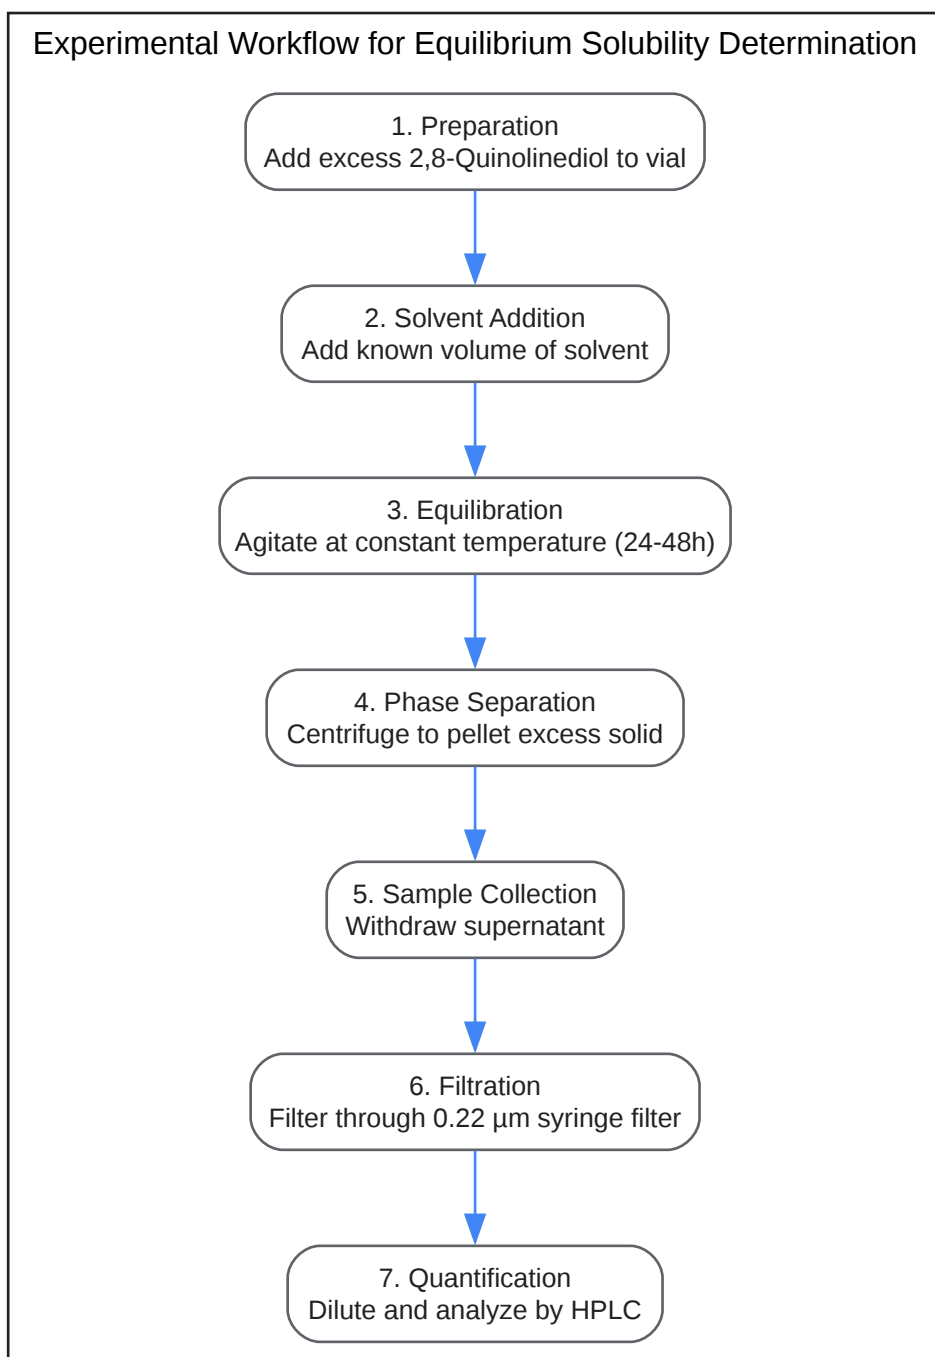 Experimental Workflow for Equilibrium Solubility Determination
1. Preparation
Add excess 2,8-Quinolinediol to vial
2. Solvent Addition
Add known volume of solvent
3. Equilibration
Agitate at constant temperature (24-48h)
4. Phase Separation
Centrifuge to pellet excess solid
5. Sample Collection
Withdraw supernatant
6. Filtration
Filter through 0.22 µm syringe filter
7. Quantification
Dilute and analyze by HPLC